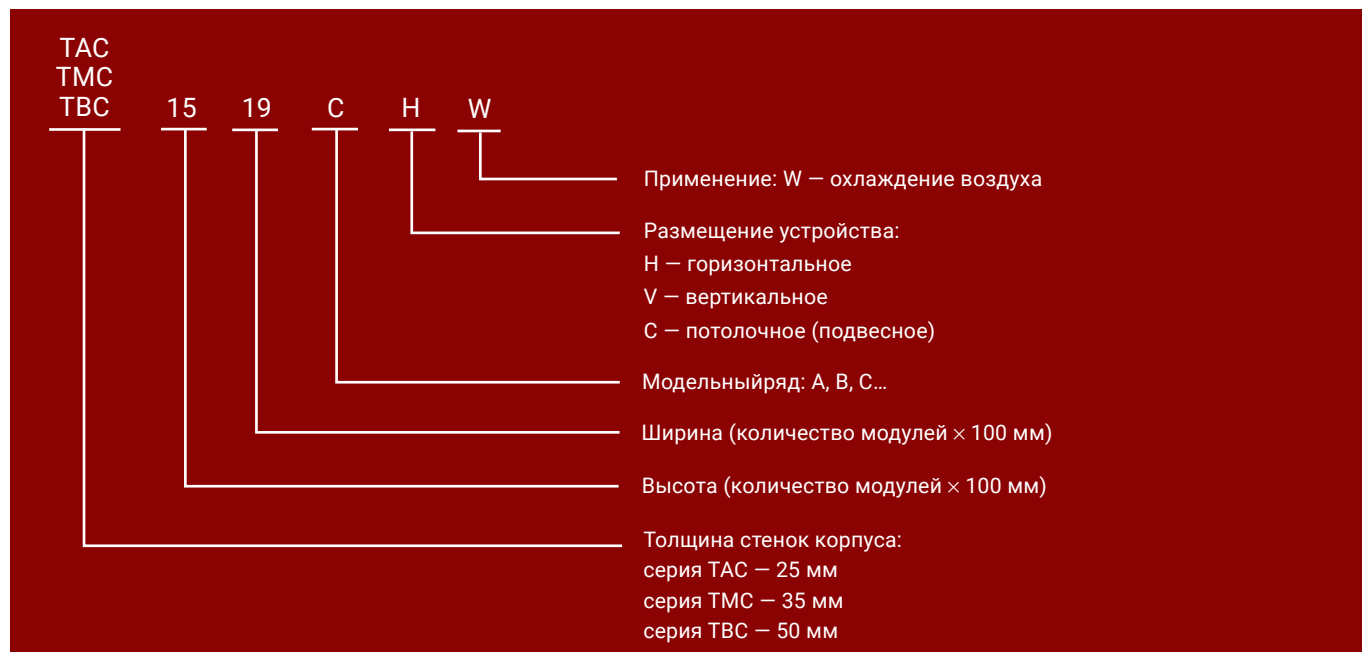 TAC
TMC
TBC 15 19 C H W
Применение: W — охлаждение воздуха
Размещение устройства:
H — горизонтальное
V — вертикальное
C — потолочное (подвесное)
Модельныйряд: A, B, C...
Ширина (количество модулей × 100 мм)
Высота (количество модулей × 100 мм)
Толщина стенок корпуса:
серия TAC — 25 мм
серия TMC — 35 мм
серия TBC — 50 мм